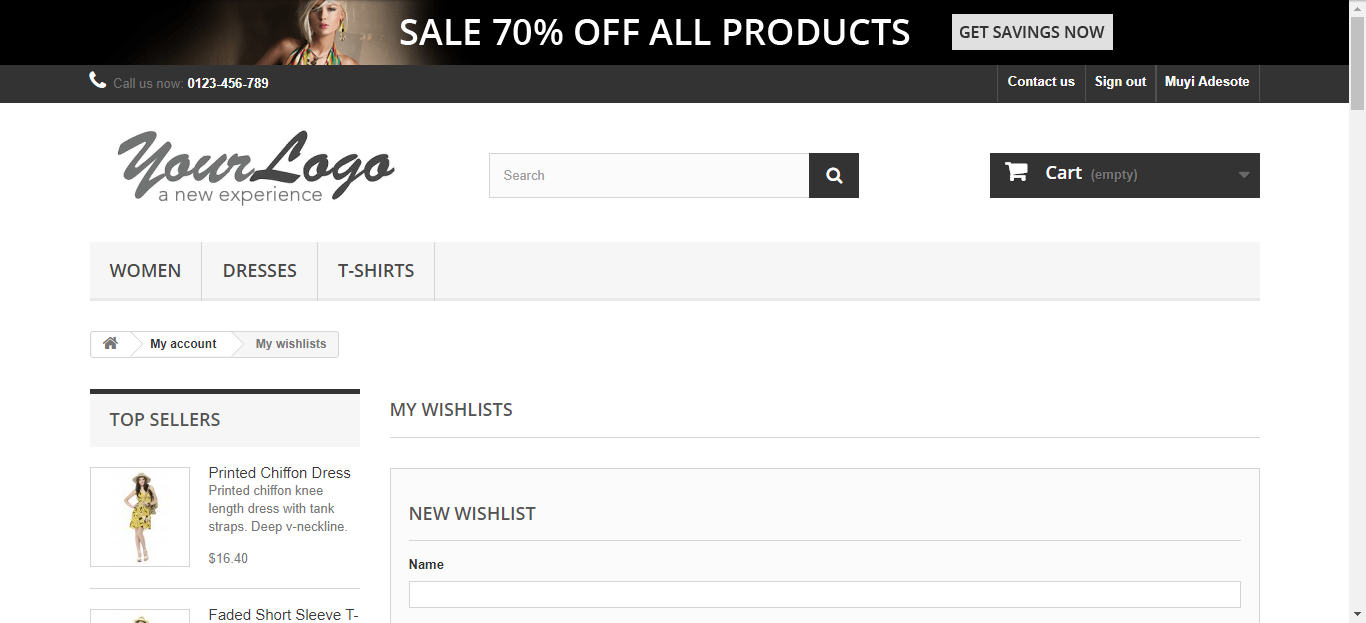 SALE 70% OFF ALL PRODUCTS
GET SAVINGS NOW
Call us now: 0123-456-789
Contact us
Sign out
Muyi Adesote
YourLogo
a new experience
Search
Cart (empty)
WOMEN
DRESSES
T-SHIRTS
My account
My wishlists
TOP SELLERS
Printed Chiffon Dress
Printed chiffon knee
length dress with tank
straps. Deep v-neckline.
$16.40
Faded Short Sleeve T-
MY WISHLISTS
NEW WISHLIST
Name